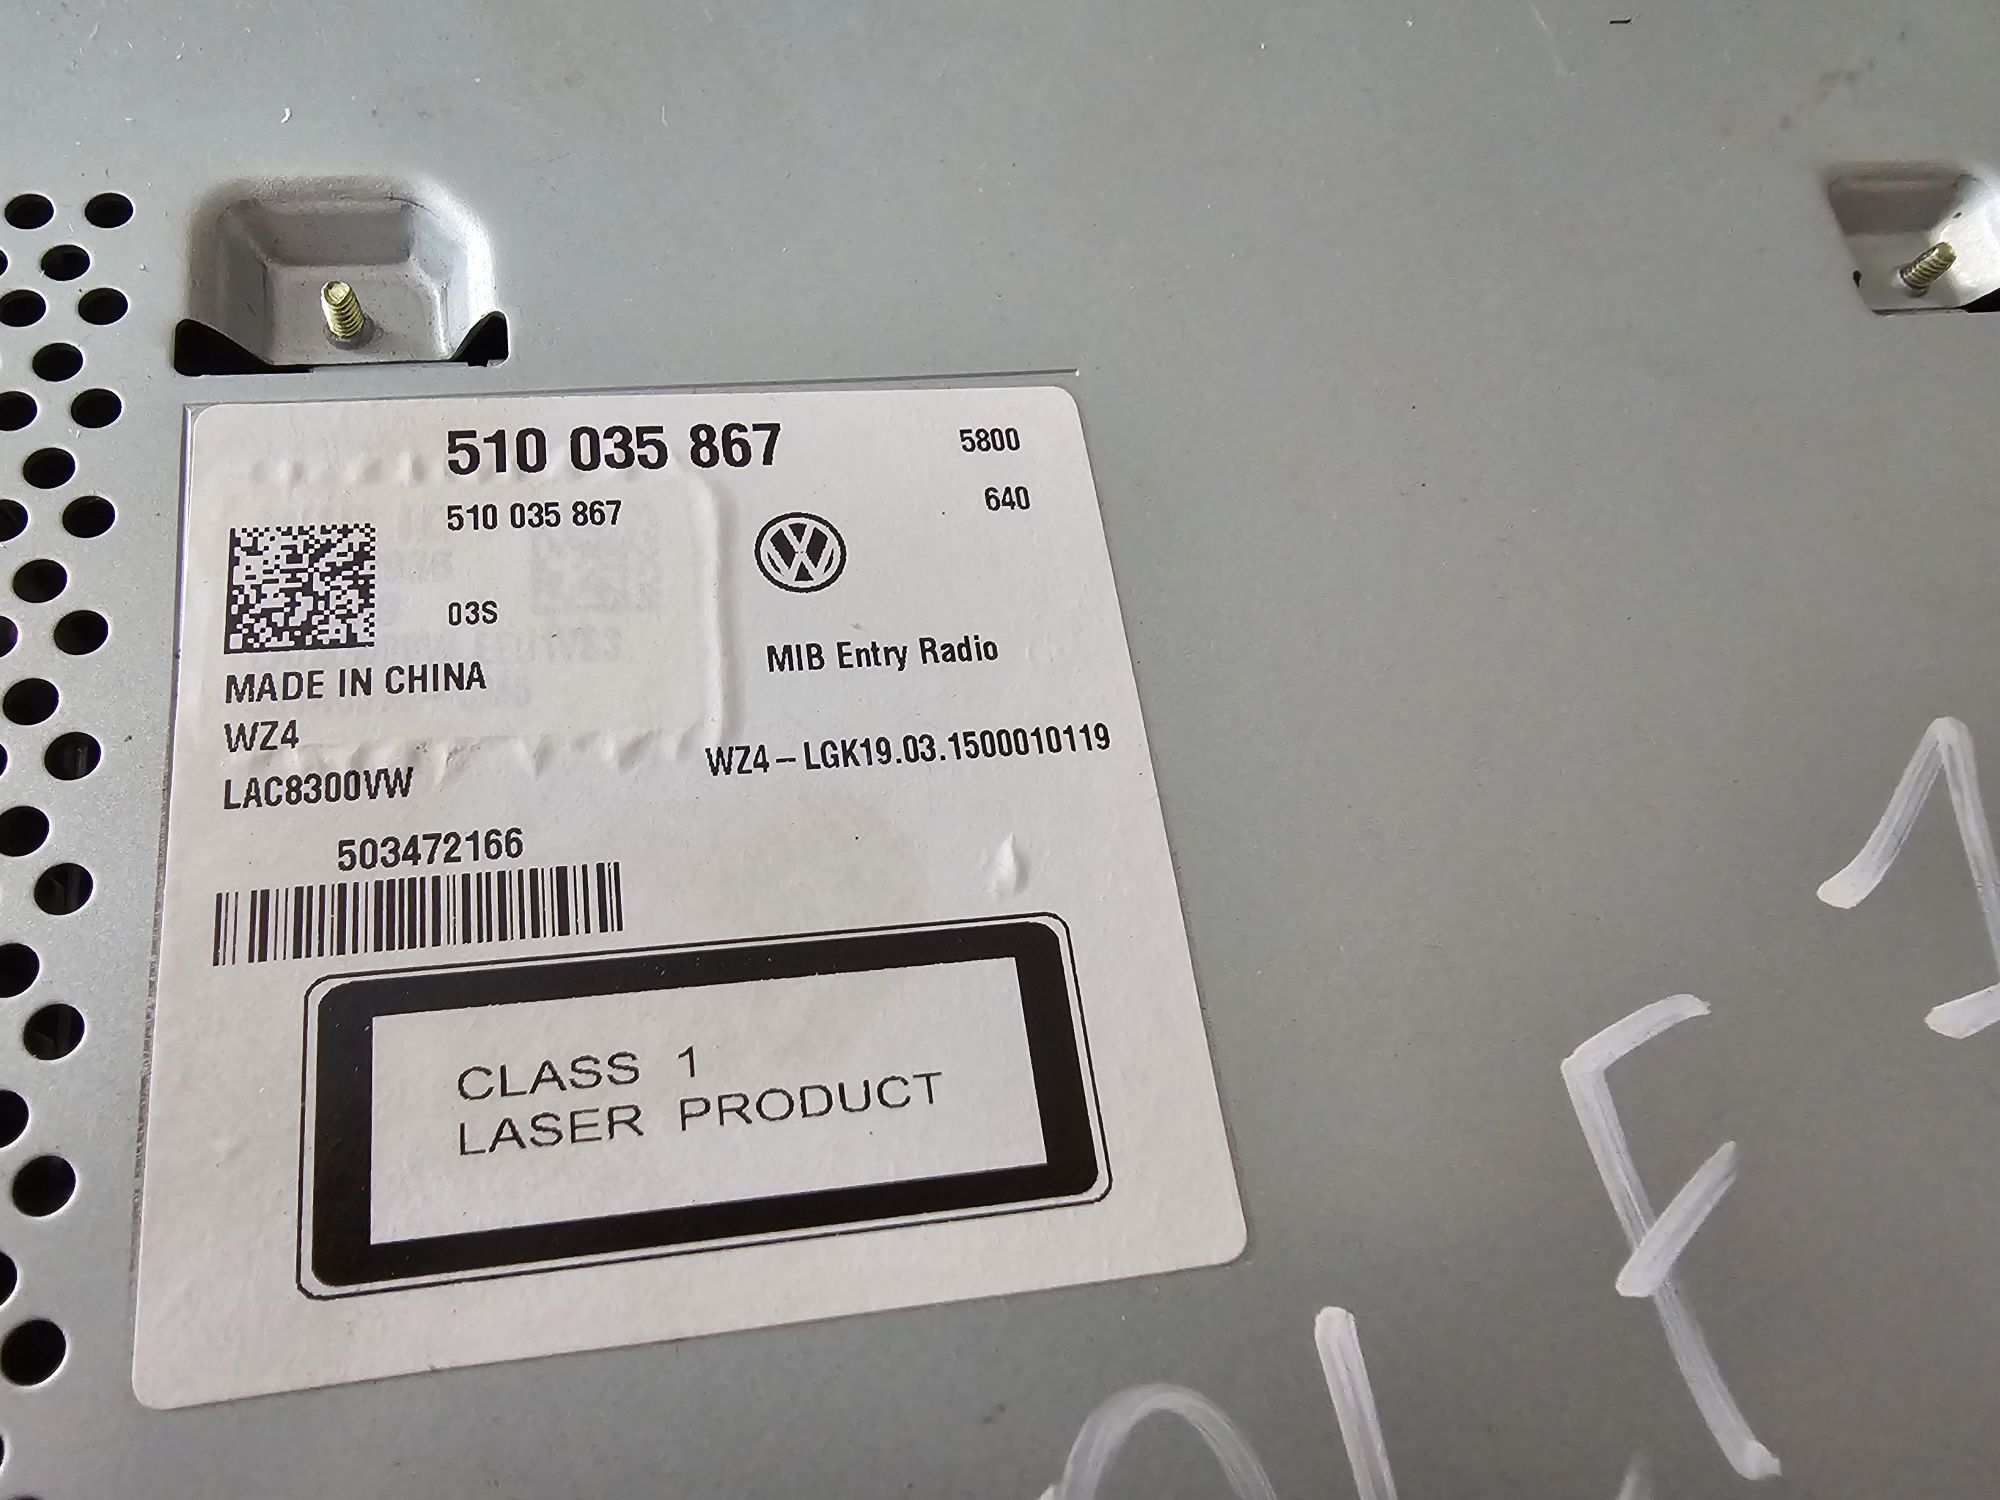 510 035 867
5800
510 035 867
640
03S
MADE IN CHINA
MIB Entry Radio
WZ4
WZ4-LGK19.03.1500010119
LAC8300VW
503472166
CLASS 1
LASER PRODUCT